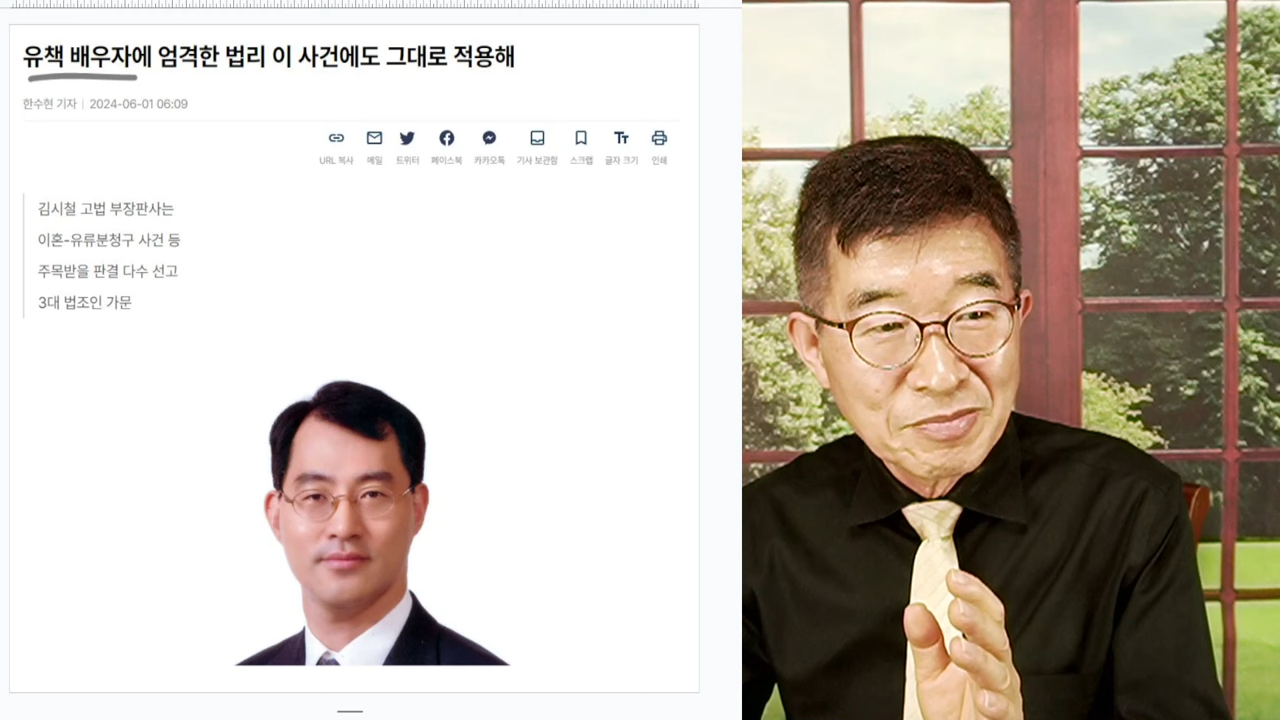 유책 배우자에 엄격한 법리 이 사건에도 그대로 적용해
한수현 기자 | 2024-06-01 06:09
URL 복사 메일 트위터 페이스북 카카오톡 기사 보관함 스크랩 글자 크기 인쇄
김시철 고법 부장판사는
이혼-유류분청구 사건 등
주목받을 판결 다수 선고
3대 법조인 가문